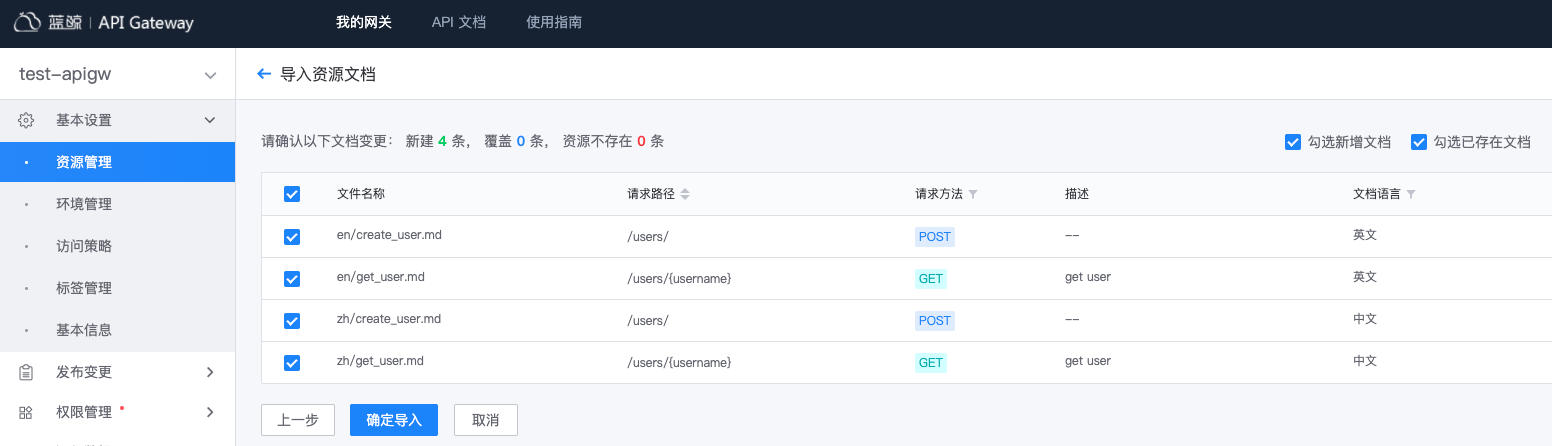 蓝鲸 | API Gateway 我的网关 API 文档 使用指南
test-apigw
导入资源文档
基本设置
资源管理
环境管理
访问策略
标签管理
基本信息
发布变更
权限管理
请确认以下文档变更： 新建 4 条， 覆盖 0 条， 资源不存在 0 条
勾选新增文档 勾选已存在文档
文件名称 请求路径 请求方法 描述 文档语言
en/create_user.md /users/ POST -- 英文
en/get_user.md /users/{username} GET get user 英文
zh/create_user.md /users/ POST -- 中文
zh/get_user.md /users/{username} GET get user 中文
上一步 确定导入 取消